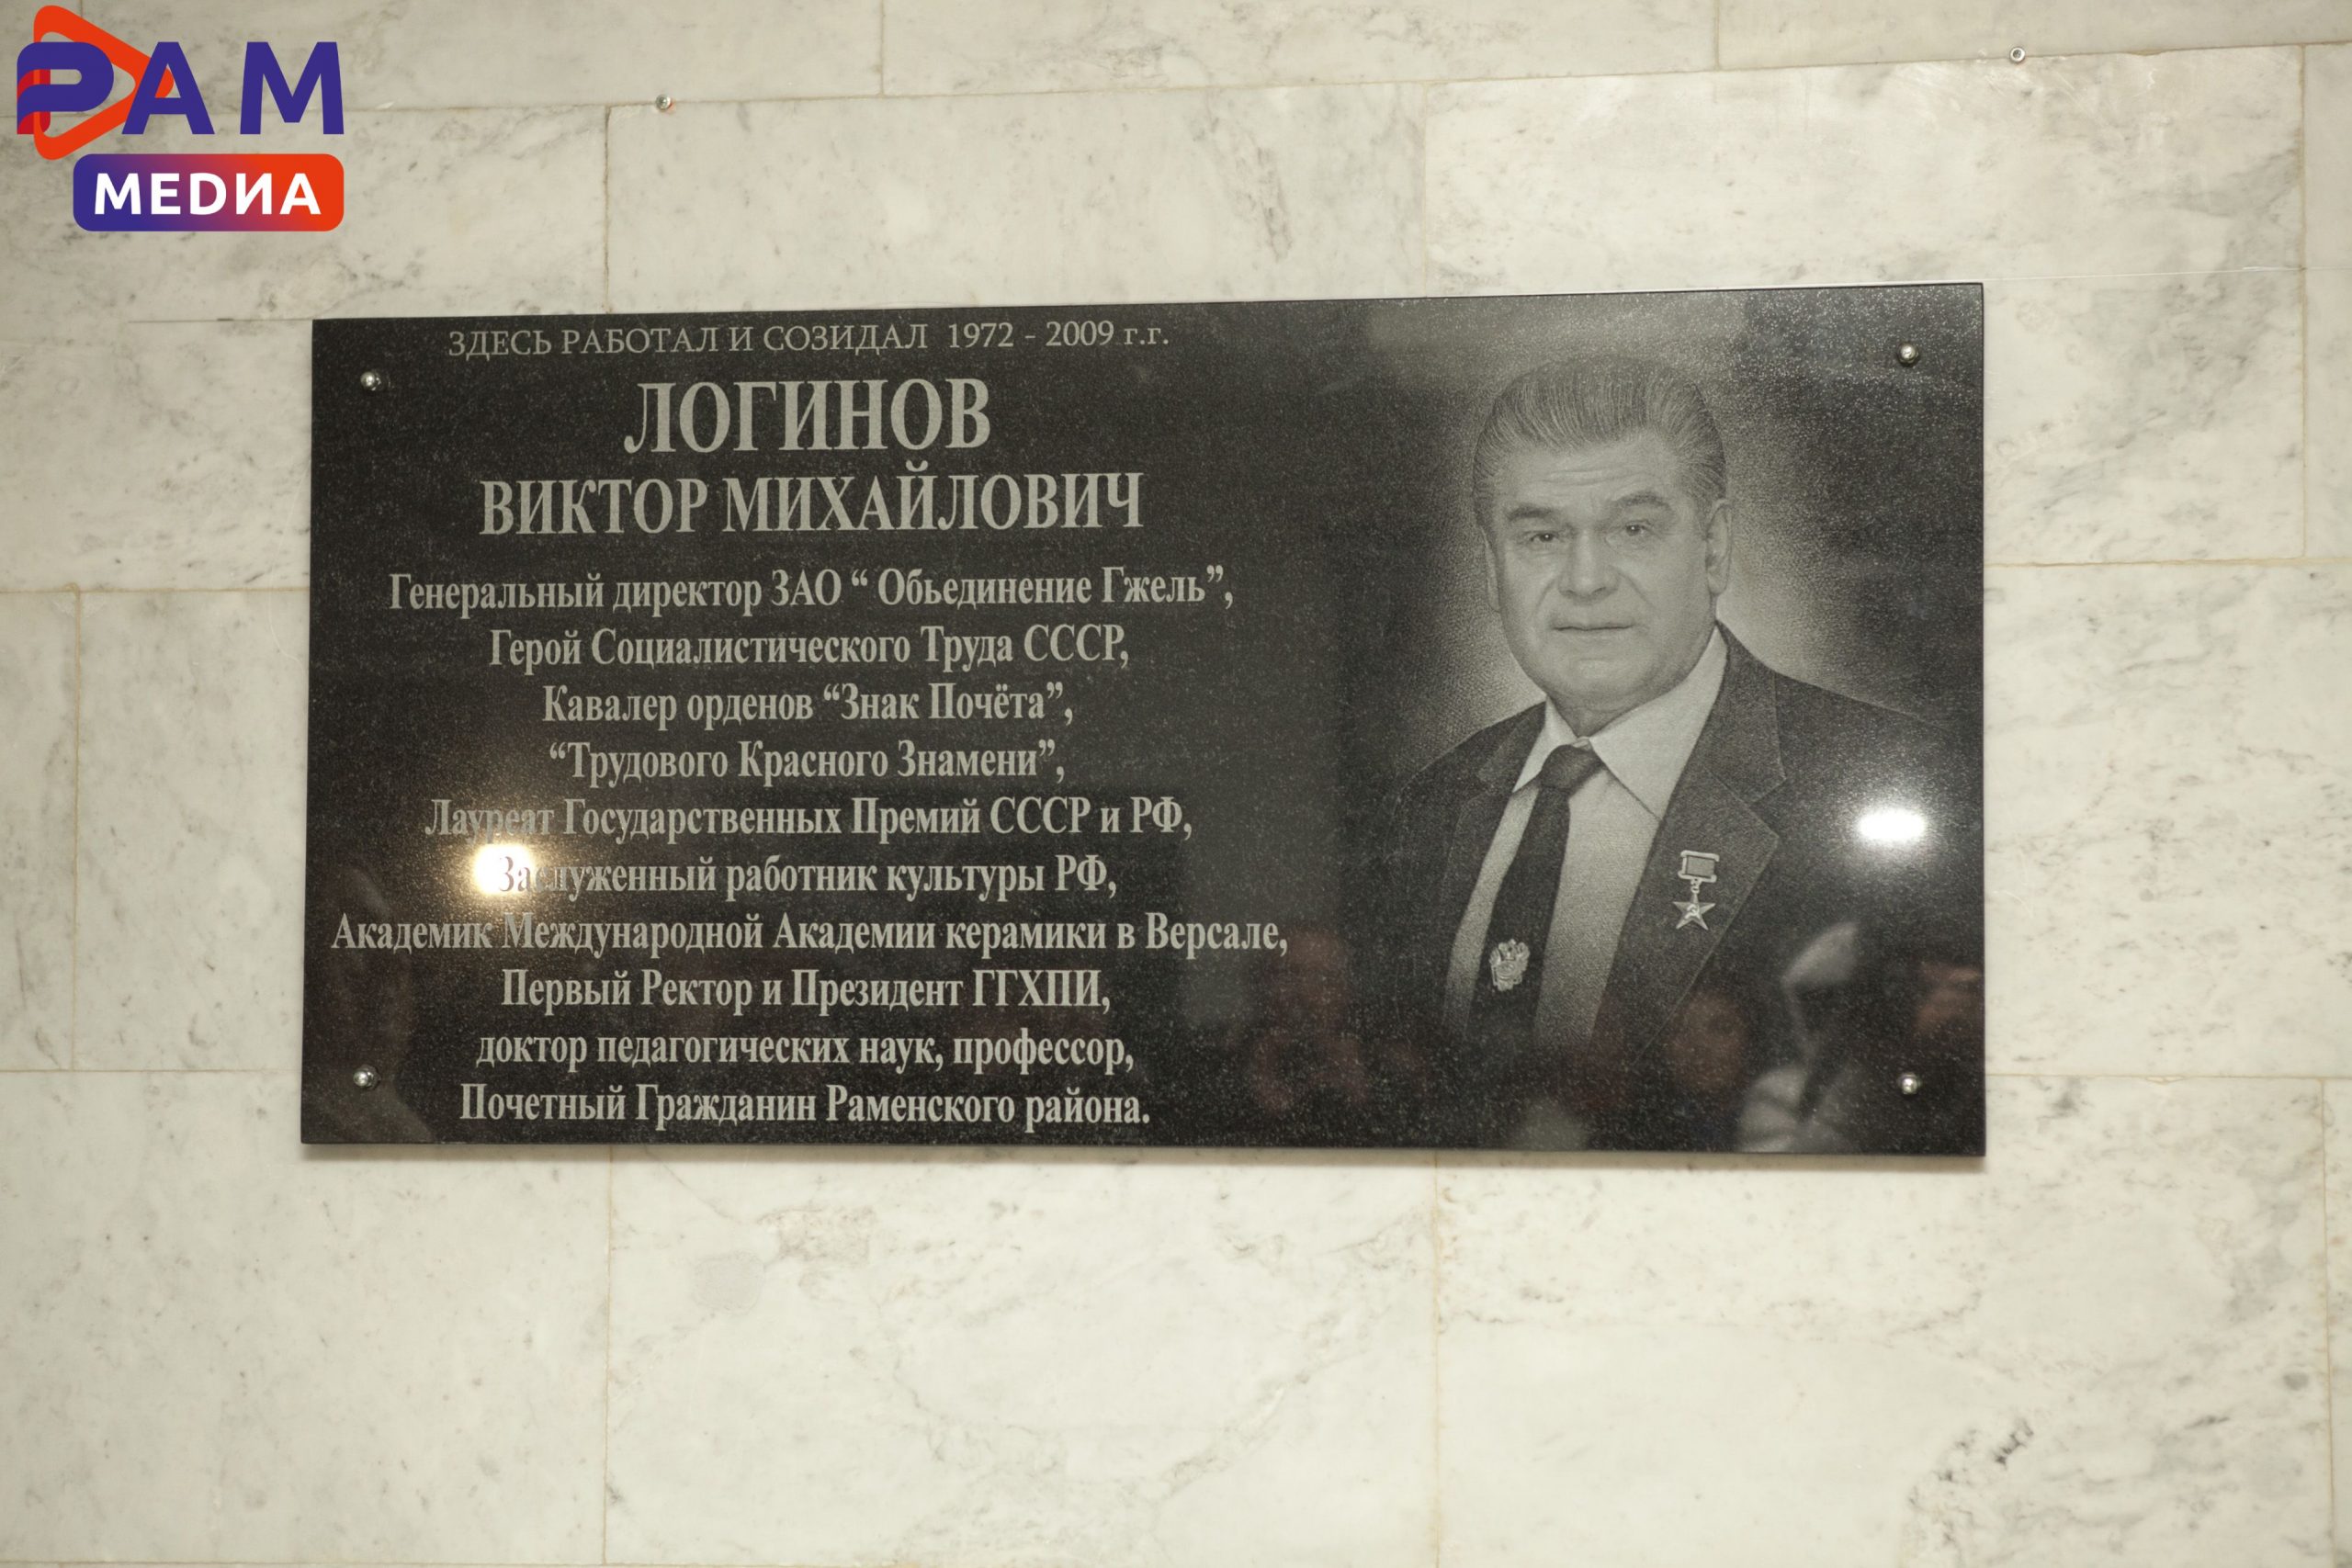 РАМ
МЕDИА
ЗДЕСЬ РАБОТАЛ И СОЗИДАЛ 1972 - 2009 г.г.
ЛОГИНОВ
ВИКТОР МИХАЙЛОВИЧ
Генеральный директор ЗАО “ Обьединение Гжель”,
Герой Социалистического Труда СССР,
Кавалер орденов “Знак Почёта”,
“Трудового Красного Знамени”,
Лауреат Государственных Премий СССР и РФ,
Заслуженный работник культуры РФ,
Академик Международной Академии керамики в Версале,
Первый Ректор и Президент ГГХПИ,
доктор педагогических наук, профессор,
Почетный Гражданин Раменского района.